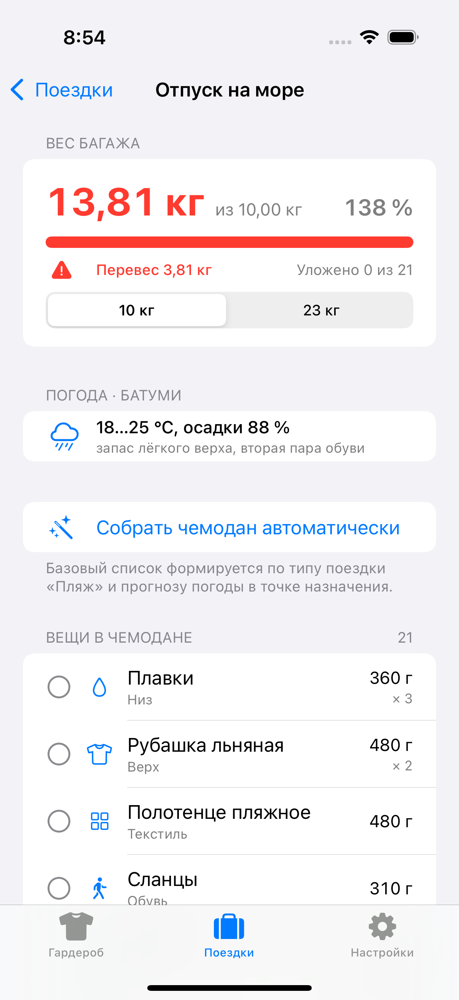 8:54
Поездки
Отпуск на море
ВЕС БАГАЖА
13,81 кг из 10,00 кг 138 %
Перевес 3,81 кг Уложено 0 из 21
10 кг 23 кг
ПОГОДА · БАТУМИ
18…25 °C, осадки 88 %
запас лёгкого верха, вторая пара обуви
Собрать чемодан автоматически
Базовый список формируется по типу поездки
«Пляж» и прогнозу погоды в точке назначения.
ВЕЩИ В ЧЕМОДАНЕ 21
Плавки 360 г
Низ × 3
Рубашка льняная 480 г
Верх × 2
Полотенце пляжное 480 г
Текстиль
Сланцы 310 г
Обувь
Гардероб Поездки Настройки